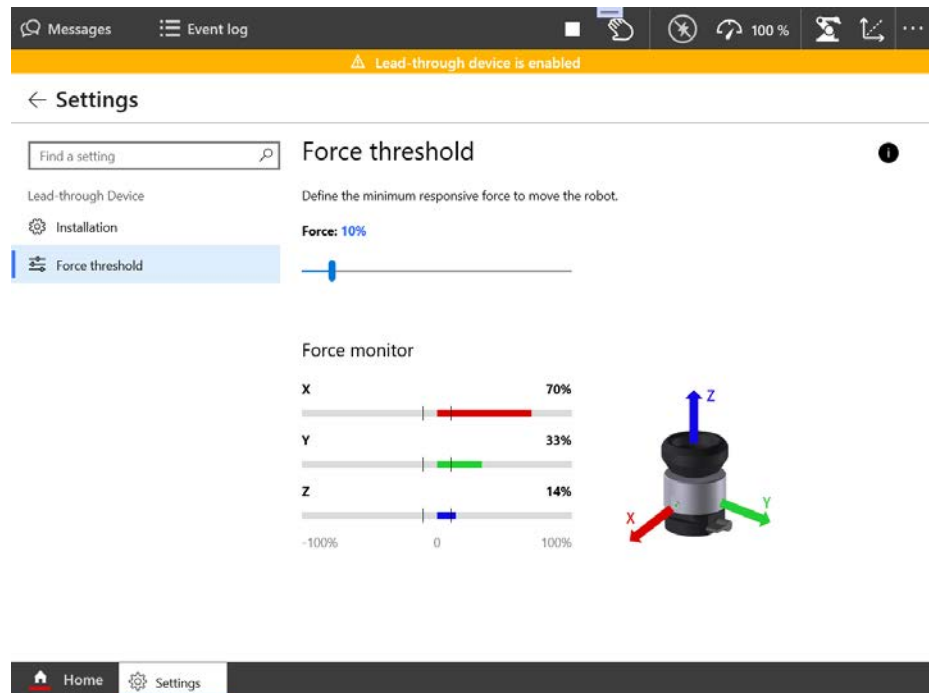 Messages
Event log
100 %
Lead-through device is enabled
Settings
Find a setting
Lead-through Device
Installation
Force threshold
Force threshold
Define the minimum responsive force to move the robot.
Force: 10%
Force monitor
X 70%
Y 33%
Z 14%
-100% 0 100%
Z
Y
X
Home
Settings